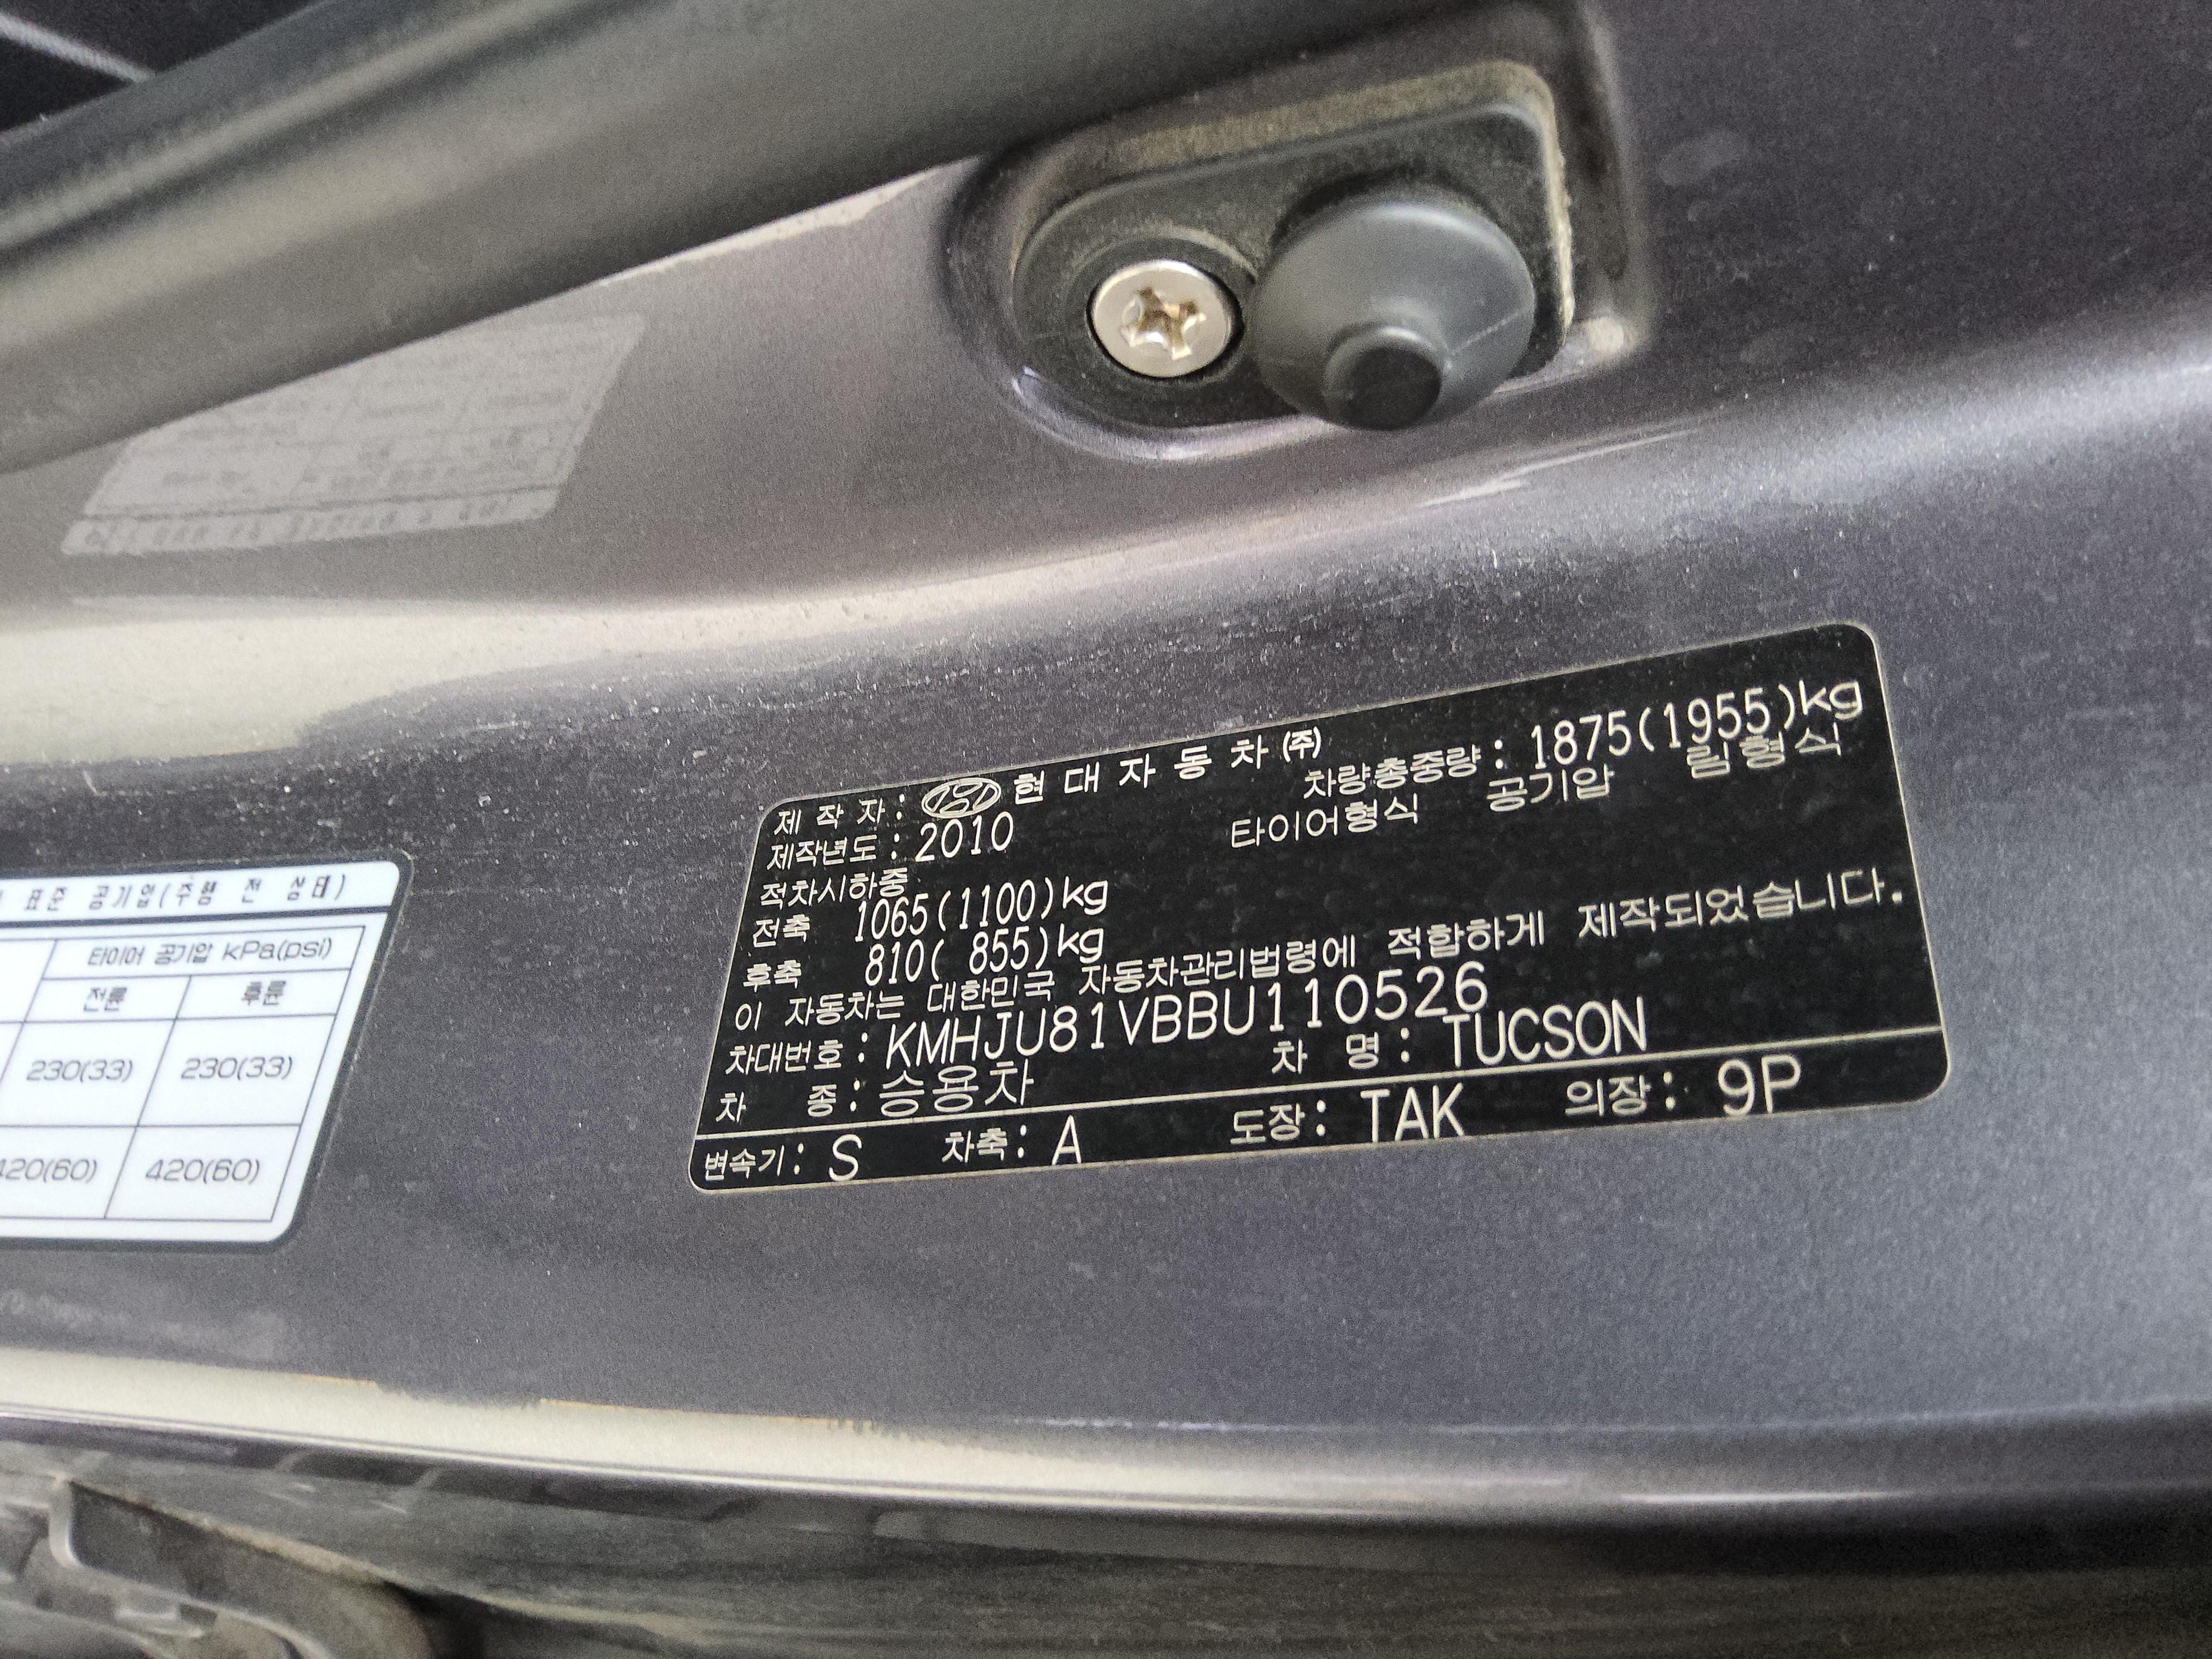 제 작 자 : 현 대 자 동 차 (주)
제작년도 : 2010
차량총중량 : 1875(1955)kg
타이어형식 공기압 림형식
적차시하중
전축 1065(1100)kg
후축 810( 855)kg
이 자동차는 대한민국 자동차관리법령에 적합하게 제작되었습니다.
차대번호 : KMHJU81VBBU110526
차 종 : 승용차 차 명 : TUCSON
변속기 : S 차축 : A 도장 : TAK 의장 : 9P
표준 공기압(주행 전 상태)
타이어 공기압 kPa(psi)
전륜 후륜
230(33) 230(33)
420(60) 420(60)